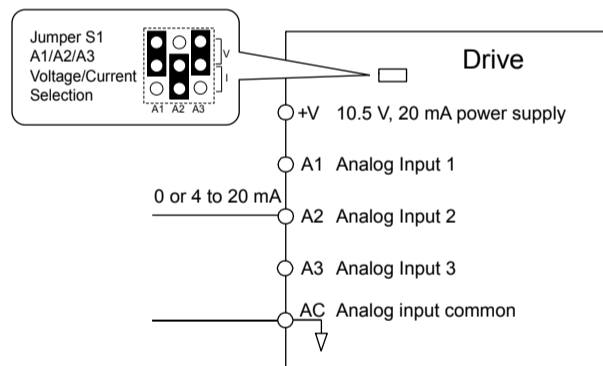 Jumper S1
A1/A2/A3
Voltage/Current
Selection
V
I
A1 A2 A3
Drive
+V 10.5 V, 20 mA power supply
A1 Analog Input 1
0 or 4 to 20 mA
A2 Analog Input 2
A3 Analog Input 3
AC Analog input common